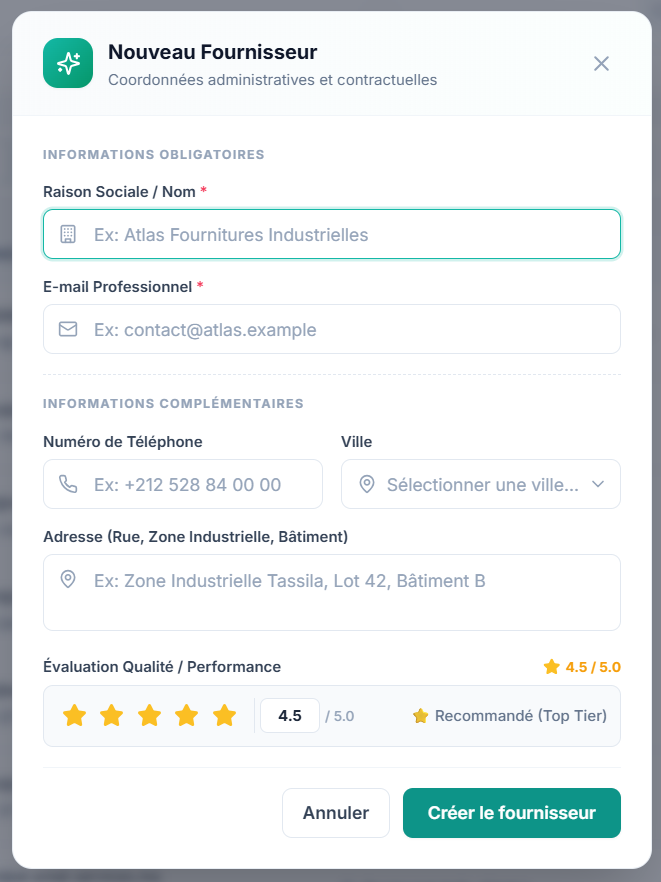 Nouveau Fournisseur
Coordonnées administratives et contractuelles
INFORMATIONS OBLIGATOIRES
Raison Sociale / Nom *
Ex: Atlas Fournitures Industrielles
E-mail Professionnel *
Ex: contact@atlas.example
INFORMATIONS COMPLÉMENTAIRES
Numéro de Téléphone
Ville
Ex: +212 528 84 00 00
Sélectionner une ville...
Adresse (Rue, Zone Industrielle, Bâtiment)
Ex: Zone Industrielle Tassila, Lot 42, Bâtiment B
Évaluation Qualité / Performance
4.5 / 5.0
4.5 / 5.0
Recommandé (Top Tier)
Annuler
Créer le fournisseur